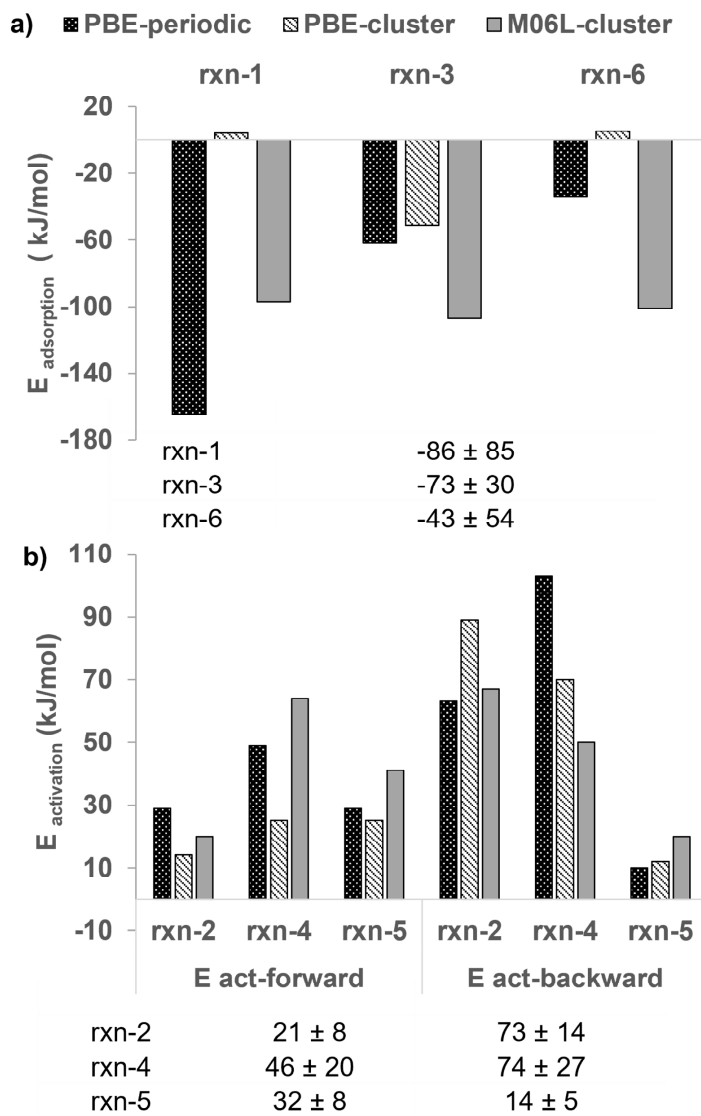 a) PBE-periodic PBE-cluster M06L-cluster
rxn-1 rxn-3 rxn-6
20
-20
-60
-100
-140
-180
E adsorption ( kJ/mol)
rxn-1 -86 ± 85
rxn-3 -73 ± 30
rxn-6 -43 ± 54
b)
110
90
70
50
30
10
-10
E activation (kJ/mol)
rxn-2 rxn-4 rxn-5 rxn-2 rxn-4 rxn-5
E act-forward E act-backward
rxn-2 21 ± 8 73 ± 14
rxn-4 46 ± 20 74 ± 27
rxn-5 32 ± 8 14 ± 5